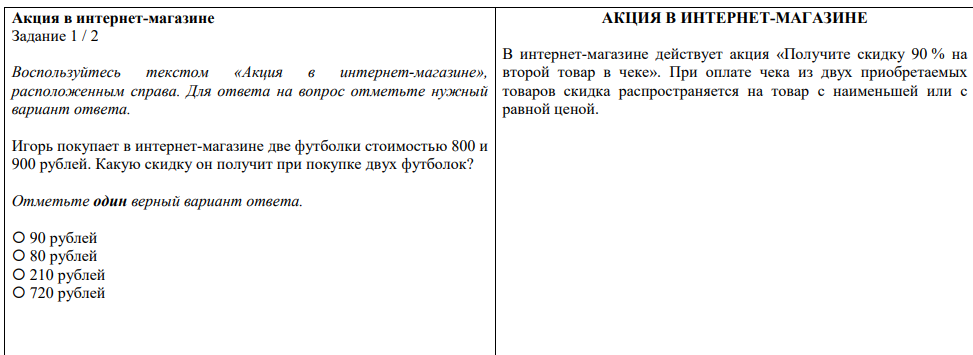 Акция в интернет-магазине
Задание 1 / 2
Воспользуйтесь текстом «Акция в интернет-магазине»,
расположенным справа. Для ответа на вопрос отметьте нужный
вариант ответа.
Игорь покупает в интернет-магазине две футболки стоимостью 800 и
900 рублей. Какую скидку он получит при покупке двух футболок?
Отметьте один верный вариант ответа.
90 рублей
80 рублей
210 рублей
720 рублей
АКЦИЯ В ИНТЕРНЕТ-МАГАЗИНЕ
В интернет-магазине действует акция «Получите скидку 90 % на
второй товар в чеке». При оплате чека из двух приобретаемых
товаров скидка распространяется на товар с наименьшей или с
равной ценой.